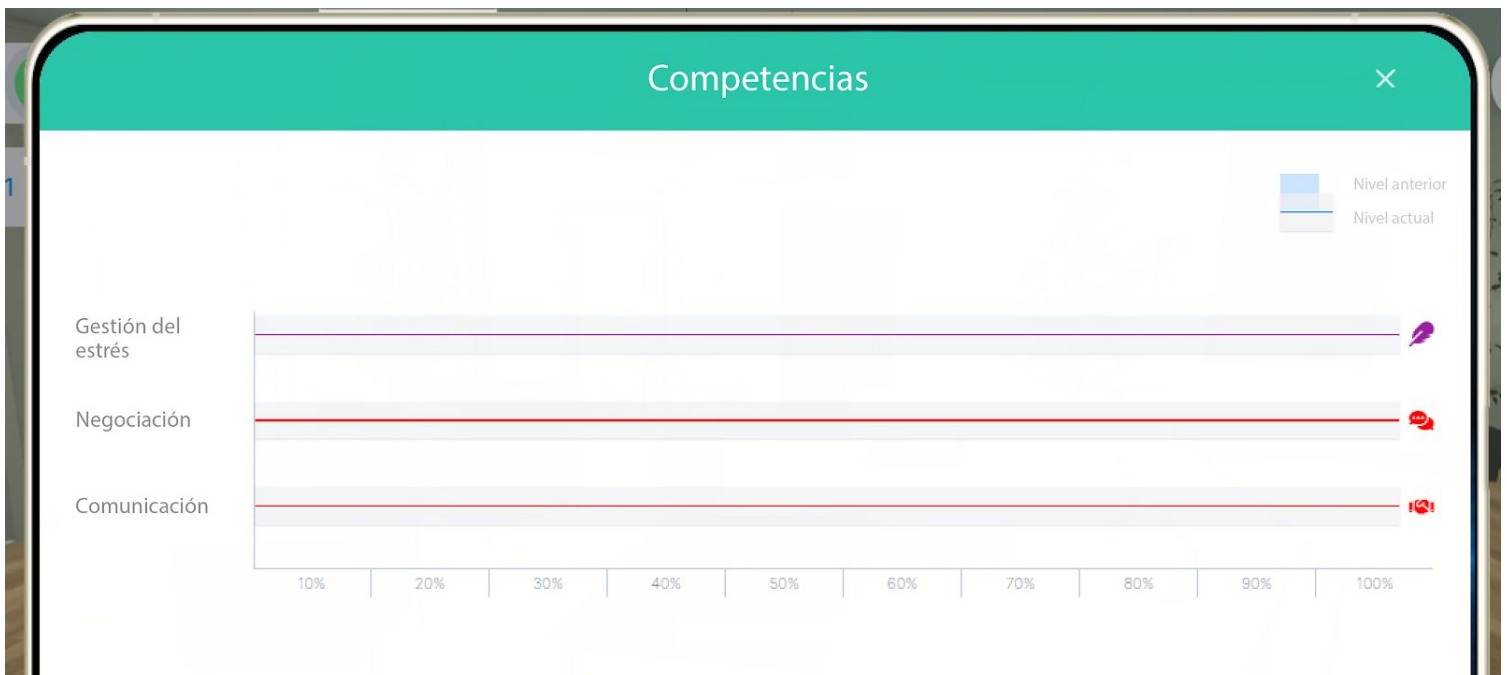 Competencias
1
Nivel anterior
Nivel actual
Gestión del
estrés
Negociación
Comunicación
10% 20% 30% 40% 50% 60% 70% 80% 90% 100%